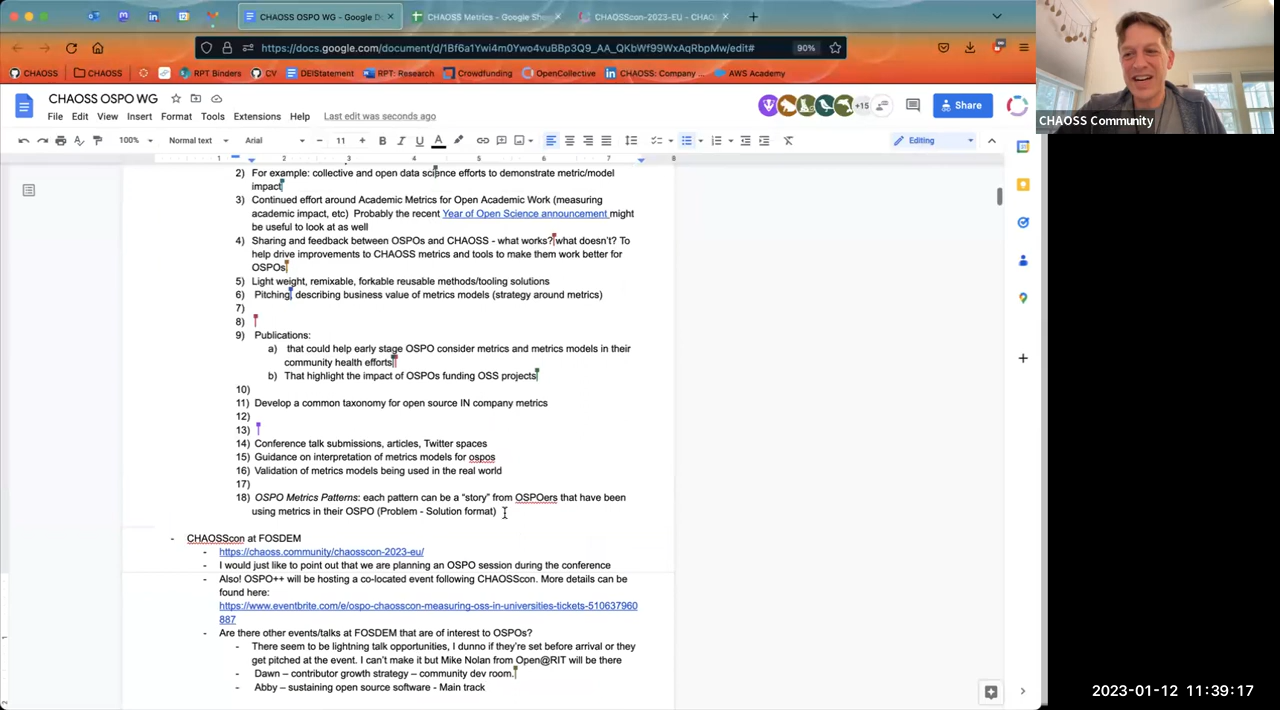 CHAOSS OSPO WG - Google D
CHAOSS Metrics - Google She
CHAOSScon-2023-EU - CHAO
https://docs.google.com/document/d/1Bf6a1Ywi4m0Ywo4vuBBp3Q9_AA_QKbWf99WxAqRbpMw/edit#
90%
CHAOSS
CHAOSS
RPT Binders
CV
DEIStatement
RPT: Research
Crowdfunding
OpenCollective
CHAOSS: Company ...
AWS Academy
CHAOSS Community
CHAOSS OSPO WG
File Edit View Insert Format Tools Extensions Help Last edit was seconds ago
+15
Share
100% Normal text Arial 11 Editing
1 2 3 4 5 6 7 8
2) For example: collective and open data science efforts to demonstrate metric/model
impact
3) Continued effort around Academic Metrics for Open Academic Work (measuring
academic impact, etc) Probably the recent Year of Open Science announcement might
be useful to look at as well
4) Sharing and feedback between OSPOs and CHAOSS - what works? what doesn't? To
help drive improvements to CHAOSS metrics and tools to make them work better for
OSPOs
5) Light weight, remixable, forkable reusable methods/tooling solutions
6) Pitching, describing business value of metrics models (strategy around metrics)
7)
8)
9) Publications:
a) that could help early stage OSPO consider metrics and metrics models in their
community health efforts
b) That highlight the impact of OSPOs funding OSS projects
10)
11) Develop a common taxonomy for open source IN company metrics
12)
13)
14) Conference talk submissions, articles, Twitter spaces
15) Guidance on interpretation of metrics models for ospos
16) Validation of metrics models being used in the real world
17)
18) OSPO Metrics Patterns: each pattern can be a "story" from OSPOers that have been
using metrics in their OSPO (Problem - Solution format)
- CHAOSScon at FOSDEM
- https://chaoss.community/chaosscon-2023-eu/
- I would just like to point out that we are planning an OSPO session during the conference
- Also! OSPO++ will be hosting a co-located event following CHAOSScon. More details can be
found here:
https://www.eventbrite.com/e/ospo-chaosscon-measuring-oss-in-universities-tickets-510637960
887
- Are there other events/talks at FOSDEM that are of interest to OSPOs?
- There seem to be lightning talk opportunities, I dunno if they're set before arrival or they
get pitched at the event. I can't make it but Mike Nolan from Open@RIT will be there
- Dawn – contributor growth strategy – community dev room.
- Abby – sustaining open source software - Main track
2023-01-12 11:39:17